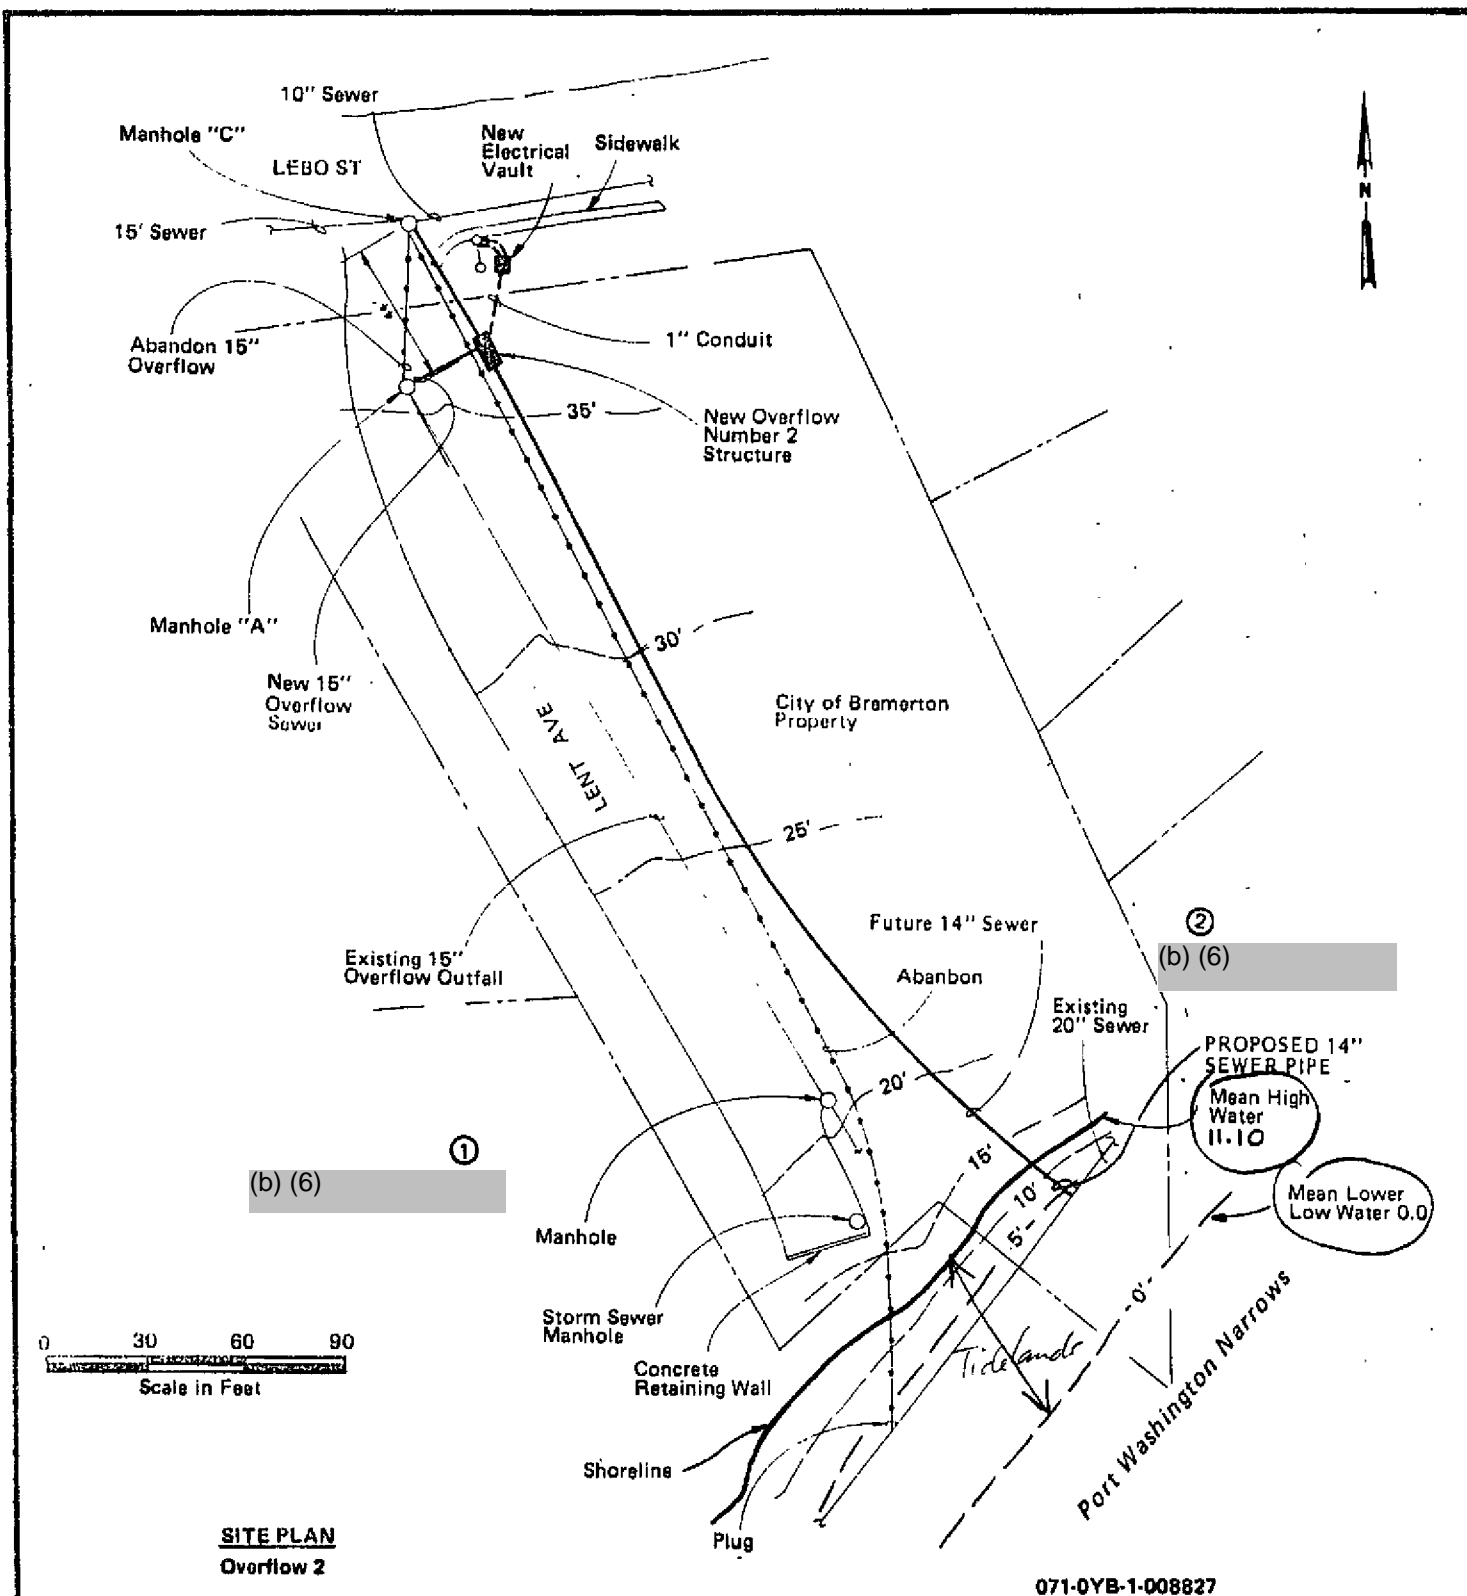 10" Sewer
Manhole "C"
LEBO ST
New
Electrical
Vault
Sidewalk
N
15' Sewer
Abandon 15"
Overflow
1" Conduit
35'
New Overflow
Number 2
Structure
Manhole "A"
30'
New 15"
Overflow
Sewer
City of Bremerton
Property
LENT AVE
25'
Future 14" Sewer
②
(b) (6)
Existing 15"
Overflow Outfall
Abanbon
Existing
20" Sewer
PROPOSED 14"
SEWER PIPE
20'
Mean High
Water
11.10
①
(b) (6)
15'
10'
5'
Mean Lower
Low Water 0.0
Manhole
0'
Storm Sewer
Manhole
Tidelands
Concrete
Retaining Wall
0 30 60 90
Scale in Feet
Port Washington Narrows
Shoreline
Plug
SITE PLAN
Overflow 2
071-OYB-1-008827